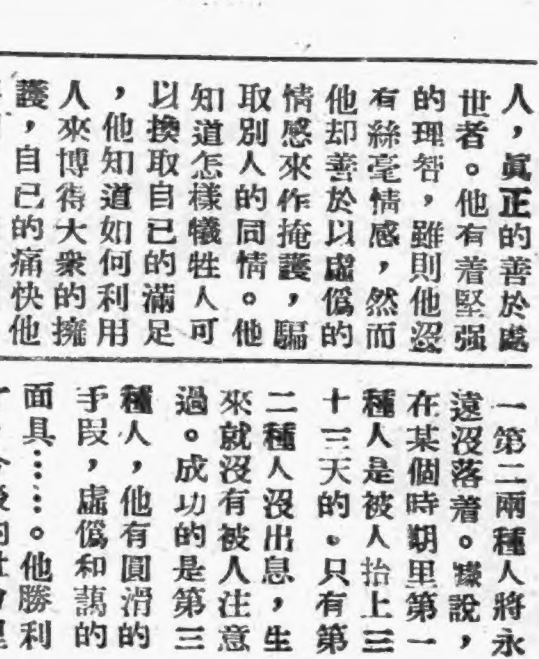 人，眞正的善於處
世者。他有着堅强
的理智，雖則他沒
有絲毫情感，然而
他却善於以虛僞的
情感來作掩護，騙
取別人的同情。他
知道怎樣犧牲人可
以換取自己的滿足
，他知道如何利用
人來博得大衆的擁
護，自己的痛快他
一第二兩種人將永
遠沒落着。據說，
在某個時期里第一
種人是被人抬上三
十三天的。只有第
二種人沒出息，生
來就沒有被人注意
過。成功的是第三
種人，他有圓滑的
手段，虛僞和藹的
面具……。他勝利